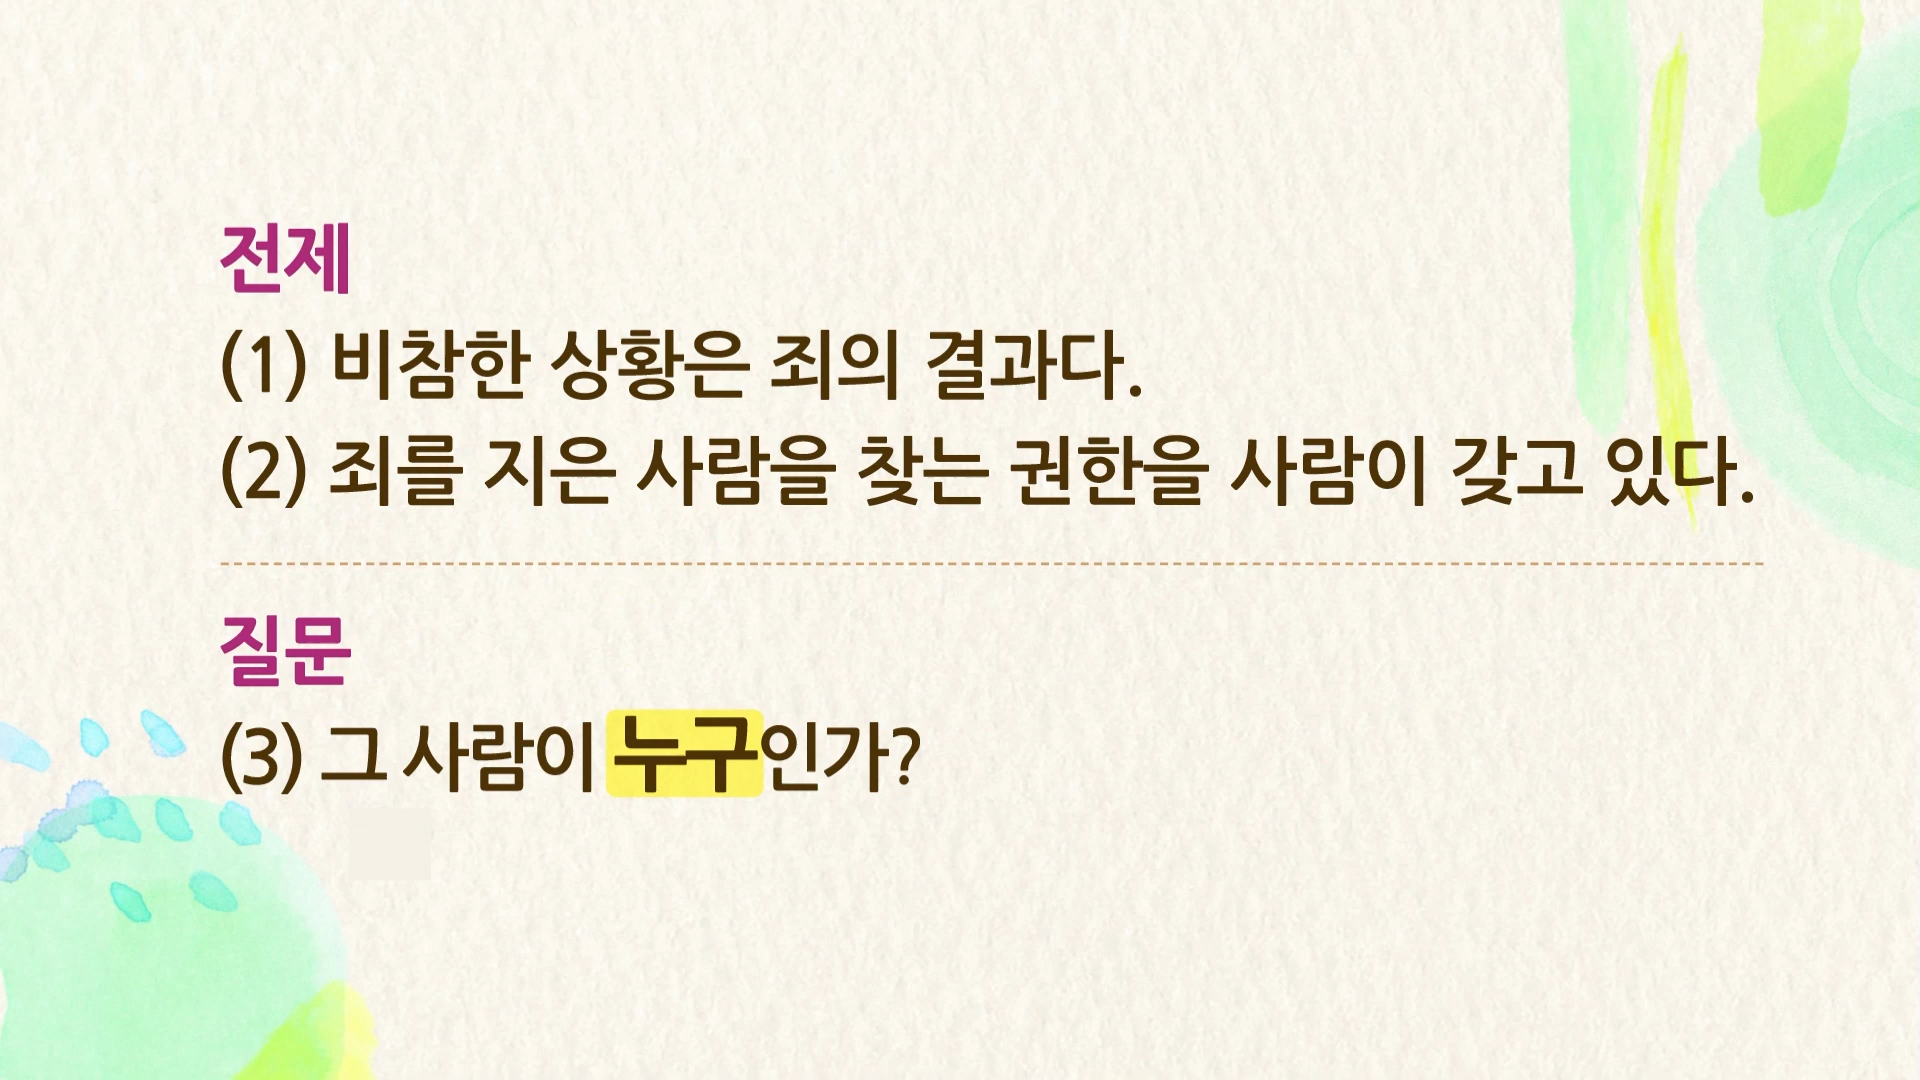 전제
(1) 비참한 상황은 죄의 결과다.
(2) 죄를 지은 사람을 찾는 권한을 사람이 갖고 있다.
질문
(3) 그 사람이 누구인가?